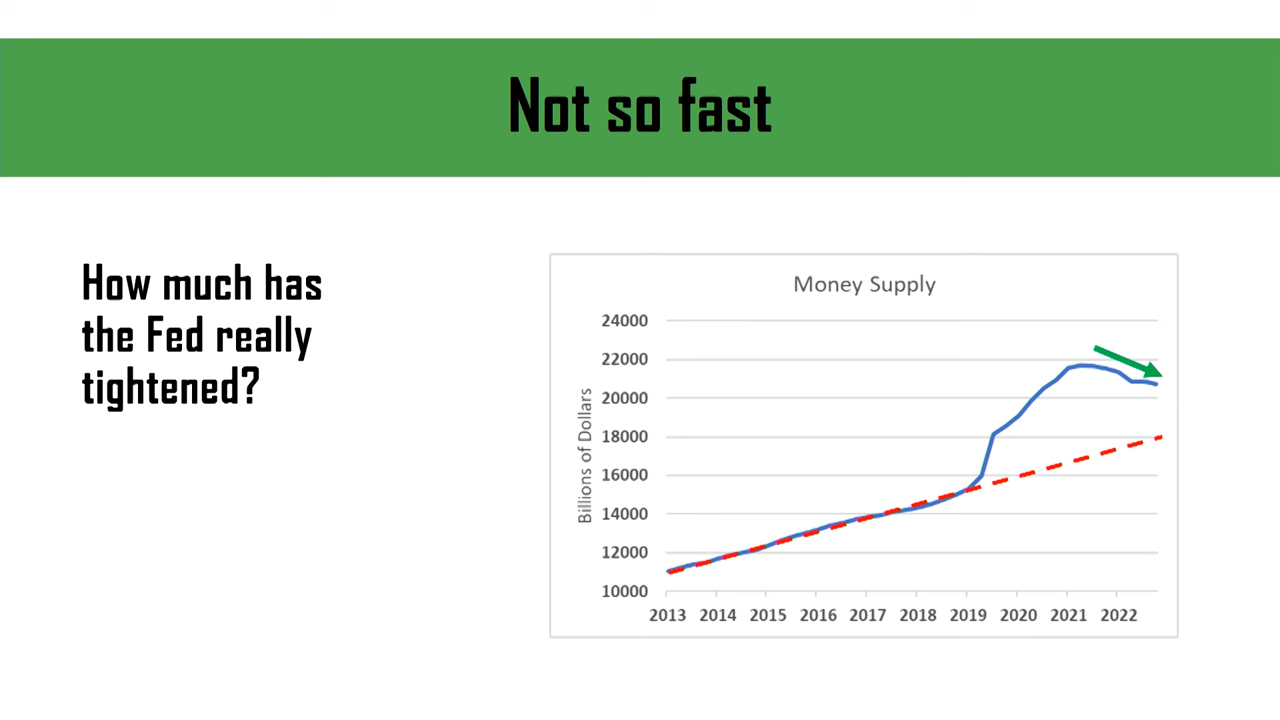 Not so fast
How much has
the Fed really
tightened?
Money Supply
Billions of Dollars
24000
22000
20000
18000
16000
14000
12000
10000
2013 2014 2015 2016 2017 2018 2019 2020 2021 2022